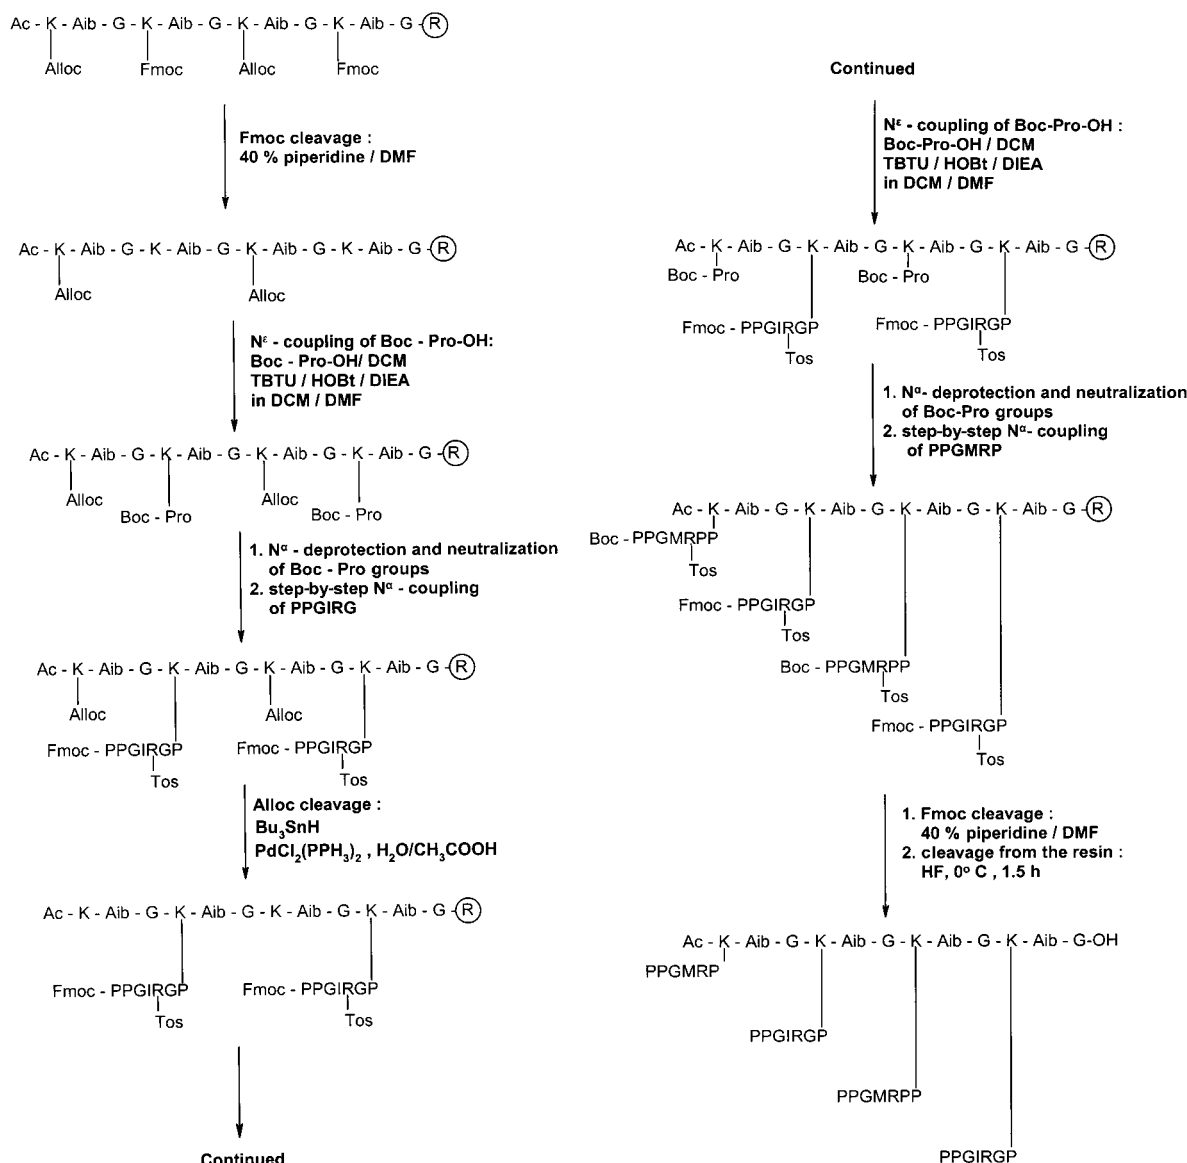 Ac - K - Aib - G - K - Aib - G - K - Aib - G - K - Aib - G - R
Alloc Fmoc Alloc Fmoc
Fmoc cleavage :
40 % piperidine / DMF
Ac - K - Aib - G - K - Aib - G - K - Aib - G - K - Aib - G - R
Alloc Alloc
Nᵋ - coupling of Boc - Pro-OH:
Boc - Pro-OH/ DCM
TBTU / HOBt / DIEA
in DCM / DMF
Ac - K - Aib - G - K - Aib - G - K - Aib - G - K - Aib - G - R
Alloc Alloc
Boc - Pro Boc - Pro
1. Nᵅ - deprotection and neutralization
of Boc - Pro groups
2. step-by-step Nᵅ - coupling
of PPGIRG
Ac - K - Aib - G - K - Aib - G - K - Aib - G - K - Aib - G - R
Alloc Alloc
Fmoc - PPGIRGP Fmoc - PPGIRGP
Tos Tos
Alloc cleavage :
Bu₃SnH
PdCl₂(PPH₃)₂ , H₂O/CH₃COOH
Ac - K - Aib - G - K - Aib - G - K - Aib - G - K - Aib - G - R
Fmoc - PPGIRGP Fmoc - PPGIRGP
Tos Tos
Continued
Continued
Nᵋ - coupling of Boc-Pro-OH :
Boc-Pro-OH / DCM
TBTU / HOBt / DIEA
in DCM / DMF
Ac - K - Aib - G - K - Aib - G - K - Aib - G - K - Aib - G - R
Boc - Pro Boc - Pro
Fmoc - PPGIRGP Fmoc - PPGIRGP
Tos Tos
1. Nᵅ- deprotection and neutralization
of Boc-Pro groups
2. step-by-step Nᵅ- coupling
of PPGMRP
Ac - K - Aib - G - K - Aib - G - K - Aib - G - K - Aib - G - R
Boc - PPGMRPP
Tos
Fmoc - PPGIRGP
Tos
Boc - PPGMRPP
Tos
Fmoc - PPGIRGP
Tos
1. Fmoc cleavage :
40 % piperidine / DMF
2. cleavage from the resin :
HF, 0º C , 1.5 h
Ac - K - Aib - G - K - Aib - G - K - Aib - G - K - Aib - G-OH
PPGMRP
PPGIRGP
PPGMRPP
PPGIRGP